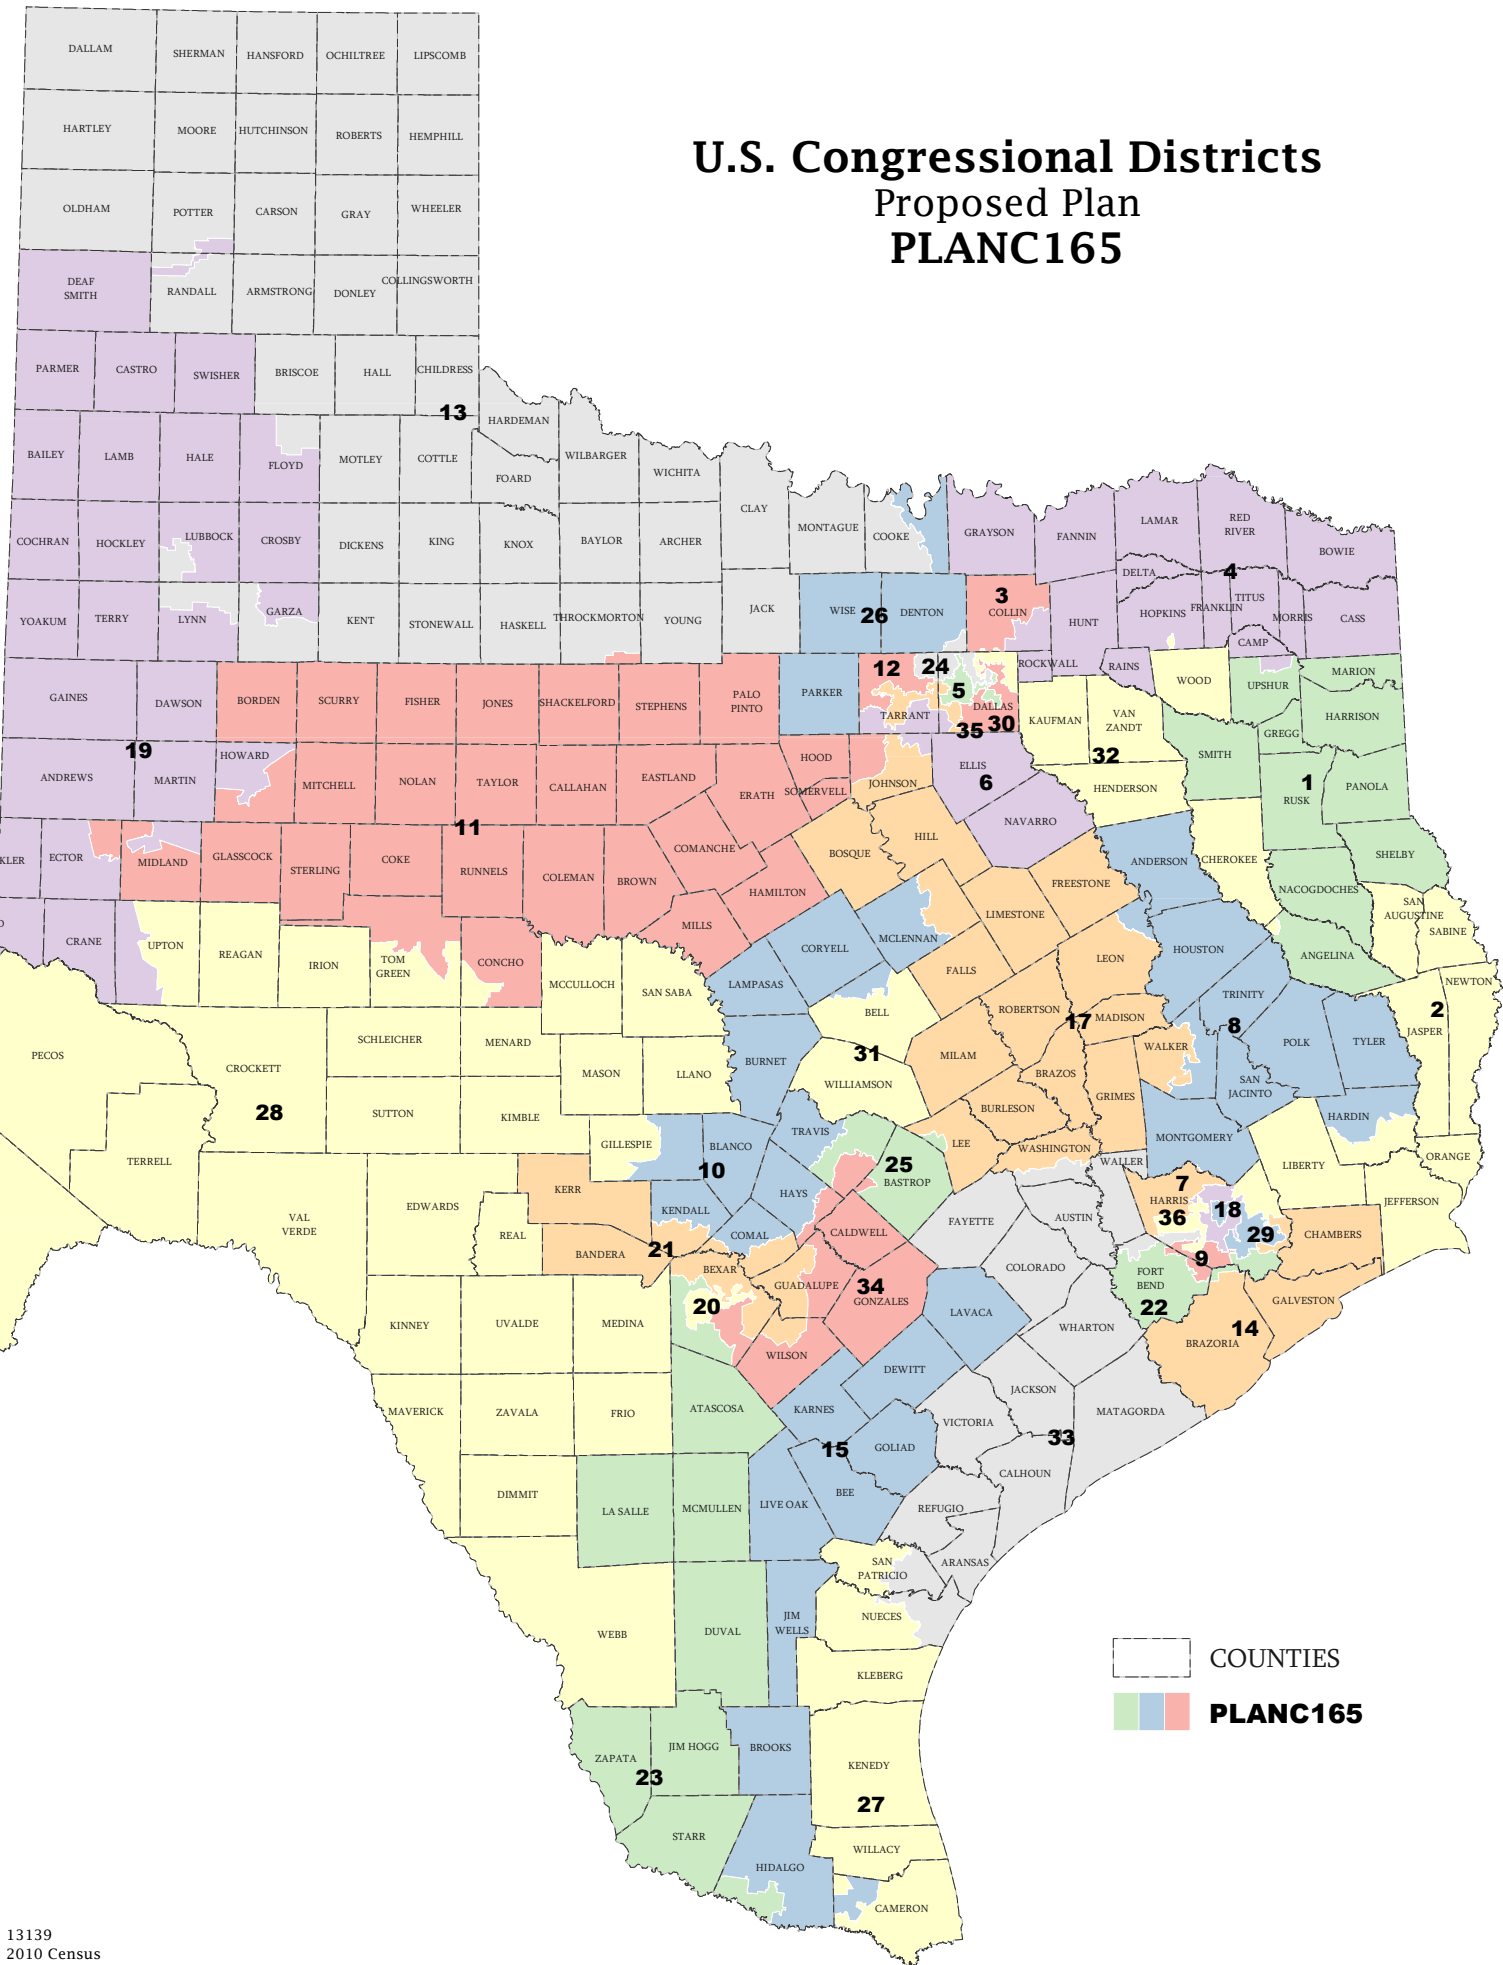 U.S. Congressional Districts
Proposed Plan
PLANC165
DALLAM
SHERMAN
HANSFORD
OCHILTREE
LIPSCOMB
HARTLEY
MOORE
HUTCHINSON
ROBERTS
HEMPHILL
OLDHAM
POTTER
CARSON
GRAY
WHEELER
DEAF
SMITH
RANDALL
ARMSTRONG
DONLEY
COLLINGSWORTH
PARMER
CASTRO
SWISHER
BRISCOE
HALL
CHILDRESS
13
HARDEMAN
BAILEY
LAMB
HALE
FLOYD
MOTLEY
COTTLE
FOARD
WILBARGER
WICHITA
CLAY
MONTAGUE
COOKE
GRAYSON
FANNIN
LAMAR
RED
RIVER
BOWIE
COCHRAN
HOCKLEY
LUBBOCK
CROSBY
DICKENS
KING
KNOX
BAYLOR
ARCHER
DELTA
4
YOAKUM
TERRY
LYNN
GARZA
KENT
STONEWALL
HASKELL
THROCKMORTON
YOUNG
JACK
WISE
26
DENTON
3
COLLIN
HUNT
HOPKINS
FRANKLIN
TITUS
MORRIS
CASS
CAMP
GAINES
DAWSON
BORDEN
SCURRY
FISHER
JONES
SHACKELFORD
STEPHENS
PALO
PINTO
PARKER
12
24
5
TARRANT
DALLAS
35
30
ROCKWALL
RAINS
WOOD
UPSHUR
MARION
KAUFMAN
VAN
ZANDT
32
SMITH
GREGG
HARRISON
19
ANDREWS
MARTIN
HOWARD
MITCHELL
NOLAN
TAYLOR
CALLAHAN
EASTLAND
ERATH
HOOD
SOMERVELL
JOHNSON
ELLIS
6
NAVARRO
HENDERSON
1
RUSK
PANOLA
11
KLER
ECTOR
MIDLAND
GLASSCOCK
STERLING
COKE
RUNNELS
COLEMAN
BROWN
COMANCHE
HAMILTON
BOSQUE
HILL
FREESTONE
ANDERSON
CHEROKEE
NACOGDOCHES
SHELBY
SAN
AUGUSTINE
SABINE
CRANE
UPTON
REAGAN
IRION
TOM
GREEN
CONCHO
MCCULLOCH
SAN SABA
MILLS
LAMPASAS
CORYELL
MCLENNAN
LIMESTONE
FALLS
LEON
HOUSTON
ANGELINA
TRINITY
NEWTON
2
JASPER
PECOS
CROCKETT
28
SCHLEICHER
MENARD
MASON
LLANO
BURNET
BELL
31
WILLIAMSON
MILAM
ROBERTSON
17
MADISON
BRAZOS
WALKER
8
POLK
TYLER
SAN
JACINTO
GRIMES
TERRELL
SUTTON
KIMBLE
GILLESPIE
BLANCO
10
TRAVIS
25
BASTROP
BURLESON
LEE
WASHINGTON
WALLER
MONTGOMERY
HARDIN
LIBERTY
ORANGE
JEFFERSON
VAL
VERDE
EDWARDS
REAL
KERR
BANDERA
KENDALL
21
HAYS
COMAL
CALDWELL
FAYETTE
AUSTIN
7
HARRIS
36
18
29
9
CHAMBERS
BEXAR
20
GUADALUPE
34
GONZALES
COLORADO
FORT
BEND
22
GALVESTON
14
BRAZORIA
KINNEY
UVALDE
MEDINA
WILSON
LAVACA
WHARTON
DEWITT
JACKSON
MATAGORDA
MAVERICK
ZAVALA
FRIO
ATASCOSA
KARNES
15
GOLIAD
VICTORIA
33
CALHOUN
DIMMIT
LA SALLE
MCMULLEN
LIVE OAK
BEE
REFUGIO
ARANSAS
SAN
PATRICIO
WEBB
DUVAL
JIM
WELLS
NUECES
KLEBERG
ZAPATA
JIM HOGG
23
BROOKS
KENEDY
27
STARR
HIDALGO
WILLACY
CAMERON
COUNTIES
PLANC165
13139
2010 Census